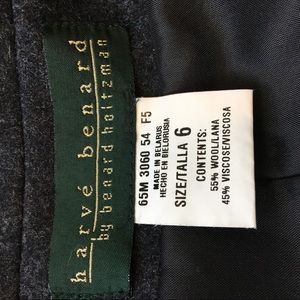 harvé benard
by benard holtzman
65M 3060 54 F5
MADE IN BELARUS
HECHO EN BIELORUSIA
SIZE/TALLA 6
CONTENTS:
55% WOOL/LANA
45% VISCOSE/VISCOSA